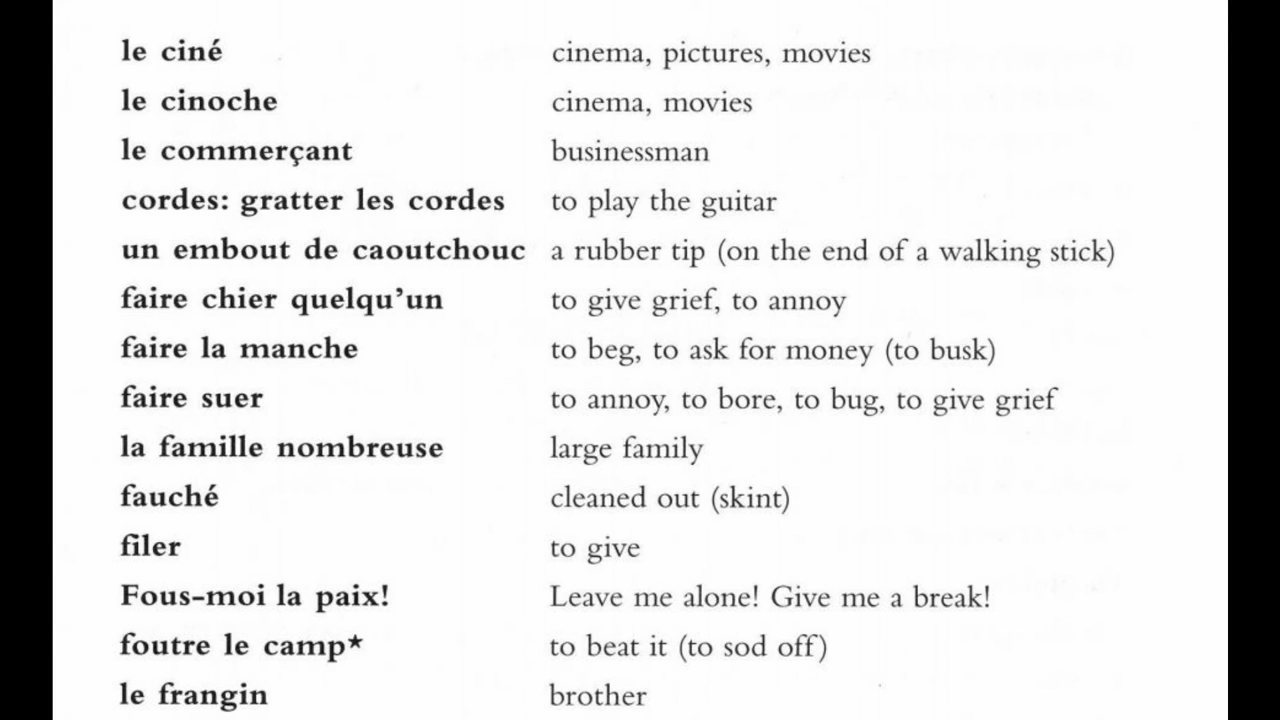 le ciné cinema, pictures, movies
le cinoche cinema, movies
le commerçant businessman
cordes: gratter les cordes to play the guitar
un embout de caoutchouc a rubber tip (on the end of a walking stick)
faire chier quelqu’un to give grief, to annoy
faire la manche to beg, to ask for money (to busk)
faire suer to annoy, to bore, to bug, to give grief
la famille nombreuse large family
fauché cleaned out (skint)
filer to give
Fous-moi la paix! Leave me alone! Give me a break!
foutre le camp★ to beat it (to sod off)
le frangin brother